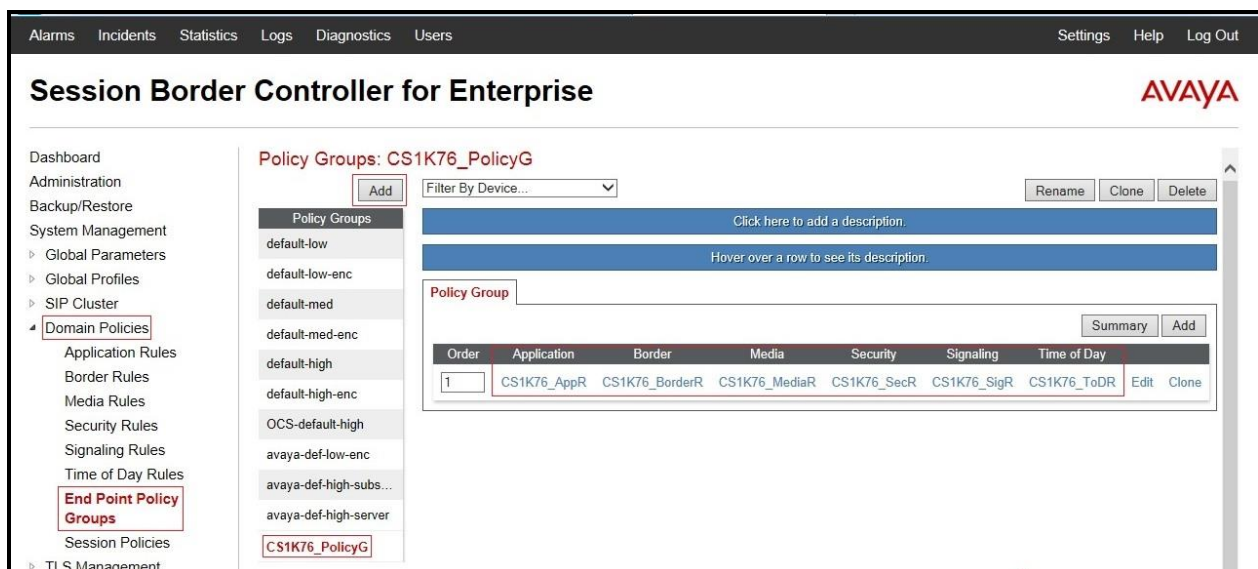 Alarms Incidents Statistics Logs Diagnostics Users Settings Help Log Out
Session Border Controller for Enterprise
AVAYA
Dashboard
Administration
Backup/Restore
System Management
Global Parameters
Global Profiles
SIP Cluster
Domain Policies
Application Rules
Border Rules
Media Rules
Security Rules
Signaling Rules
Time of Day Rules
End Point Policy
Groups
Session Policies
TLS Management
Policy Groups: CS1K76_PolicyG
Add
Policy Groups
default-low
default-low-enc
default-med
default-med-enc
default-high
default-high-enc
OCS-default-high
avaya-def-low-enc
avaya-def-high-subs...
avaya-def-high-server
CS1K76_PolicyG
Filter By Device...
Rename Clone Delete
Click here to add a description.
Hover over a row to see its description.
Policy Group
Summary Add
Order Application Border Media Security Signaling Time of Day
1 CS1K76_AppR CS1K76_BorderR CS1K76_MediaR CS1K76_SecR CS1K76_SigR CS1K76_ToDR Edit Clone